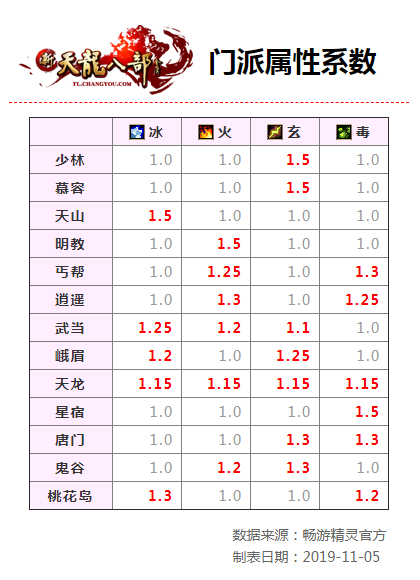 新天龍八部
TL.CHANGYOU.COM
门派属性系数
冰 火 玄 毒
少林 1.0 1.0 1.5 1.0
慕容 1.0 1.0 1.5 1.0
天山 1.5 1.0 1.0 1.0
明教 1.0 1.5 1.0 1.0
丐帮 1.0 1.25 1.0 1.3
逍遥 1.0 1.3 1.0 1.25
武当 1.25 1.2 1.1 1.0
峨眉 1.2 1.0 1.25 1.0
天龙 1.15 1.15 1.15 1.15
星宿 1.0 1.0 1.0 1.5
唐门 1.0 1.0 1.3 1.3
鬼谷 1.0 1.2 1.3 1.0
桃花岛 1.3 1.0 1.0 1.2
数据来源：畅游精灵官方
制表日期：2019-11-05